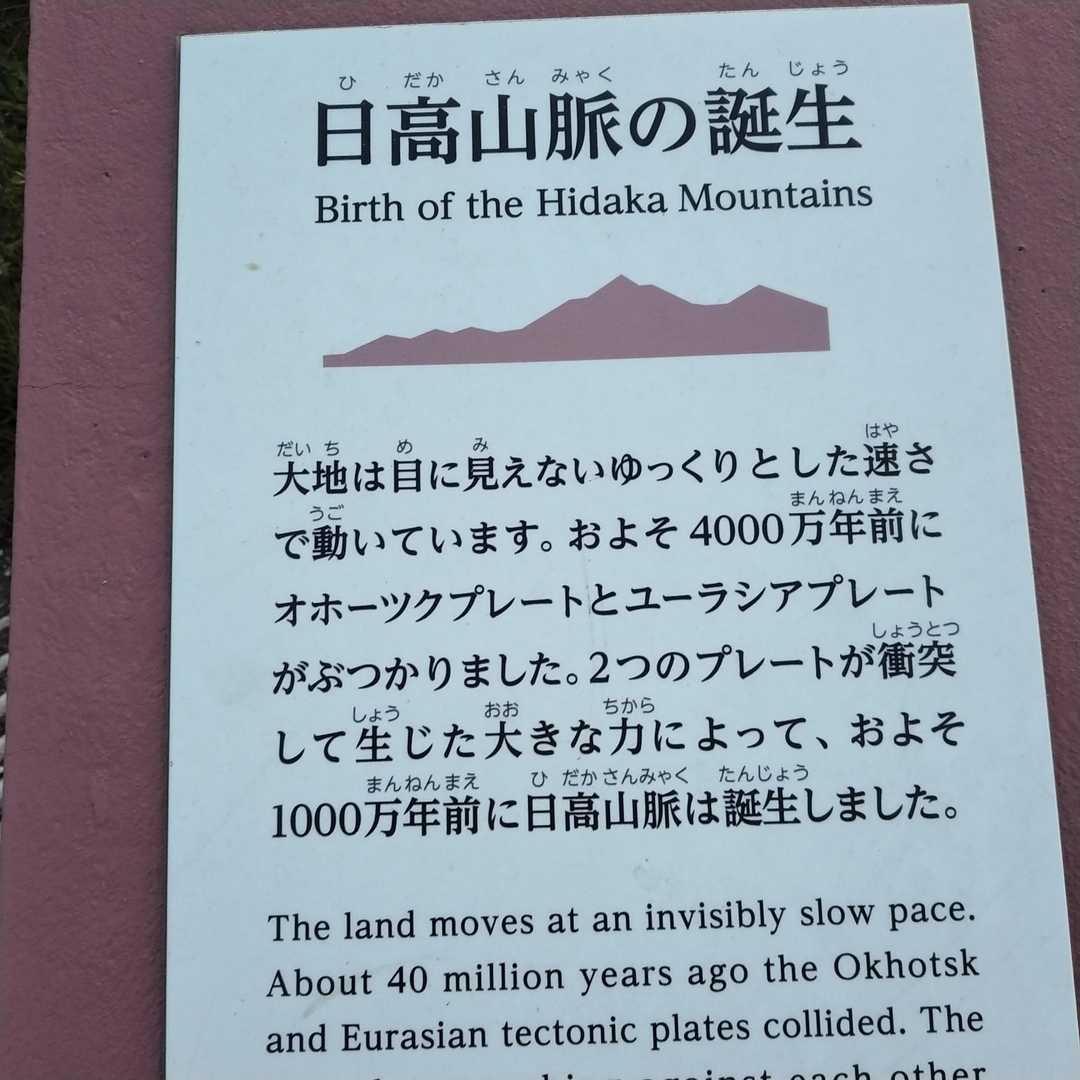 ひ だか さん みゃく たん じょう
日高山脈の誕生
Birth of the Hidaka Mountains
だい ち め み はや
大地は目に見えないゆっくりとした速さ
うご まんねんまえ
で動いています。およそ4000万年前に
オホーツクプレートとユーラシアプレート
しょうとつ
がぶつかりました。2つのプレートが衝突
しょう おお ちから
して生じた大きな力によって、およそ
まんねんまえ ひ だかさんみゃく たんじょう
1000万年前に日高山脈は誕生しました。
The land moves at an invisibly slow pace.
About 40 million years ago the Okhotsk
and Eurasian tectonic plates collided. The
against each other